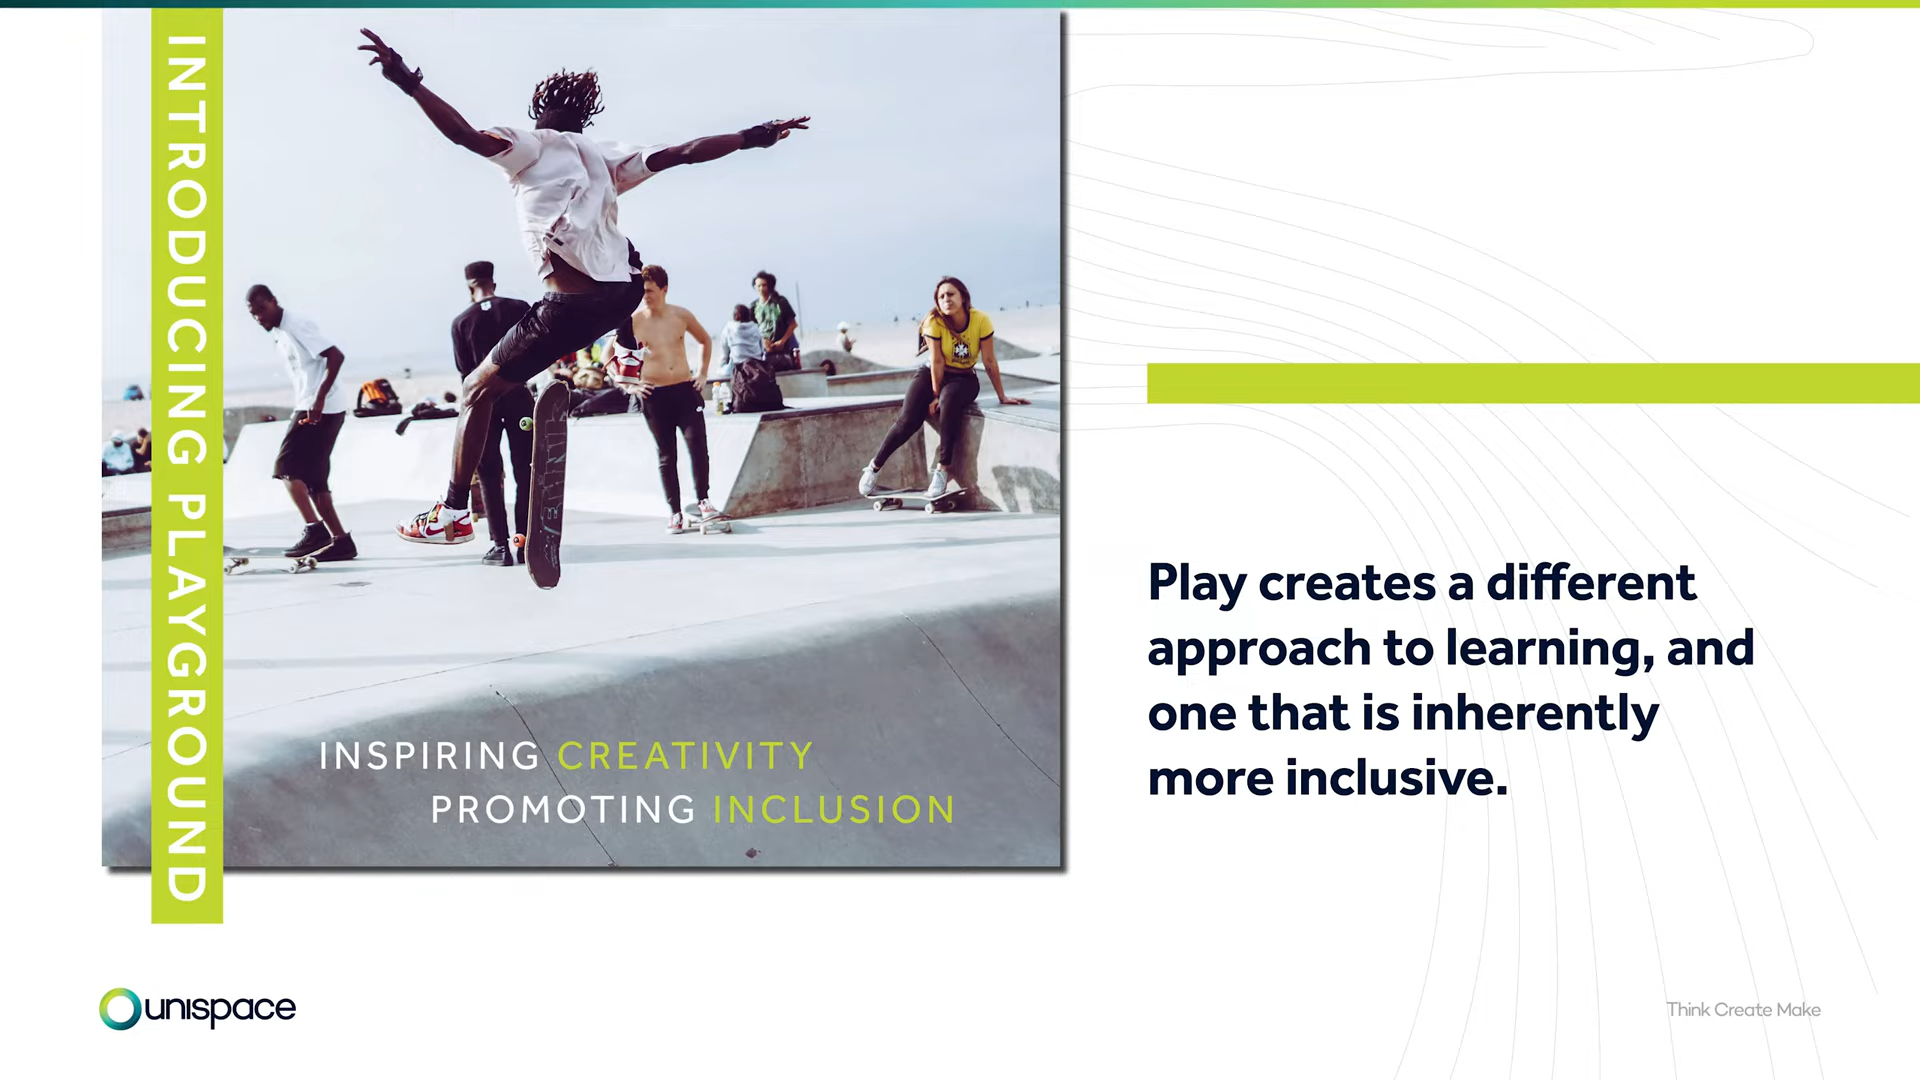 INTRODUCING PLAYGROUND
INSPIRING CREATIVITY
PROMOTING INCLUSION
Play creates a different
approach to learning, and
one that is inherently
more inclusive.
unispace
Think Create Make